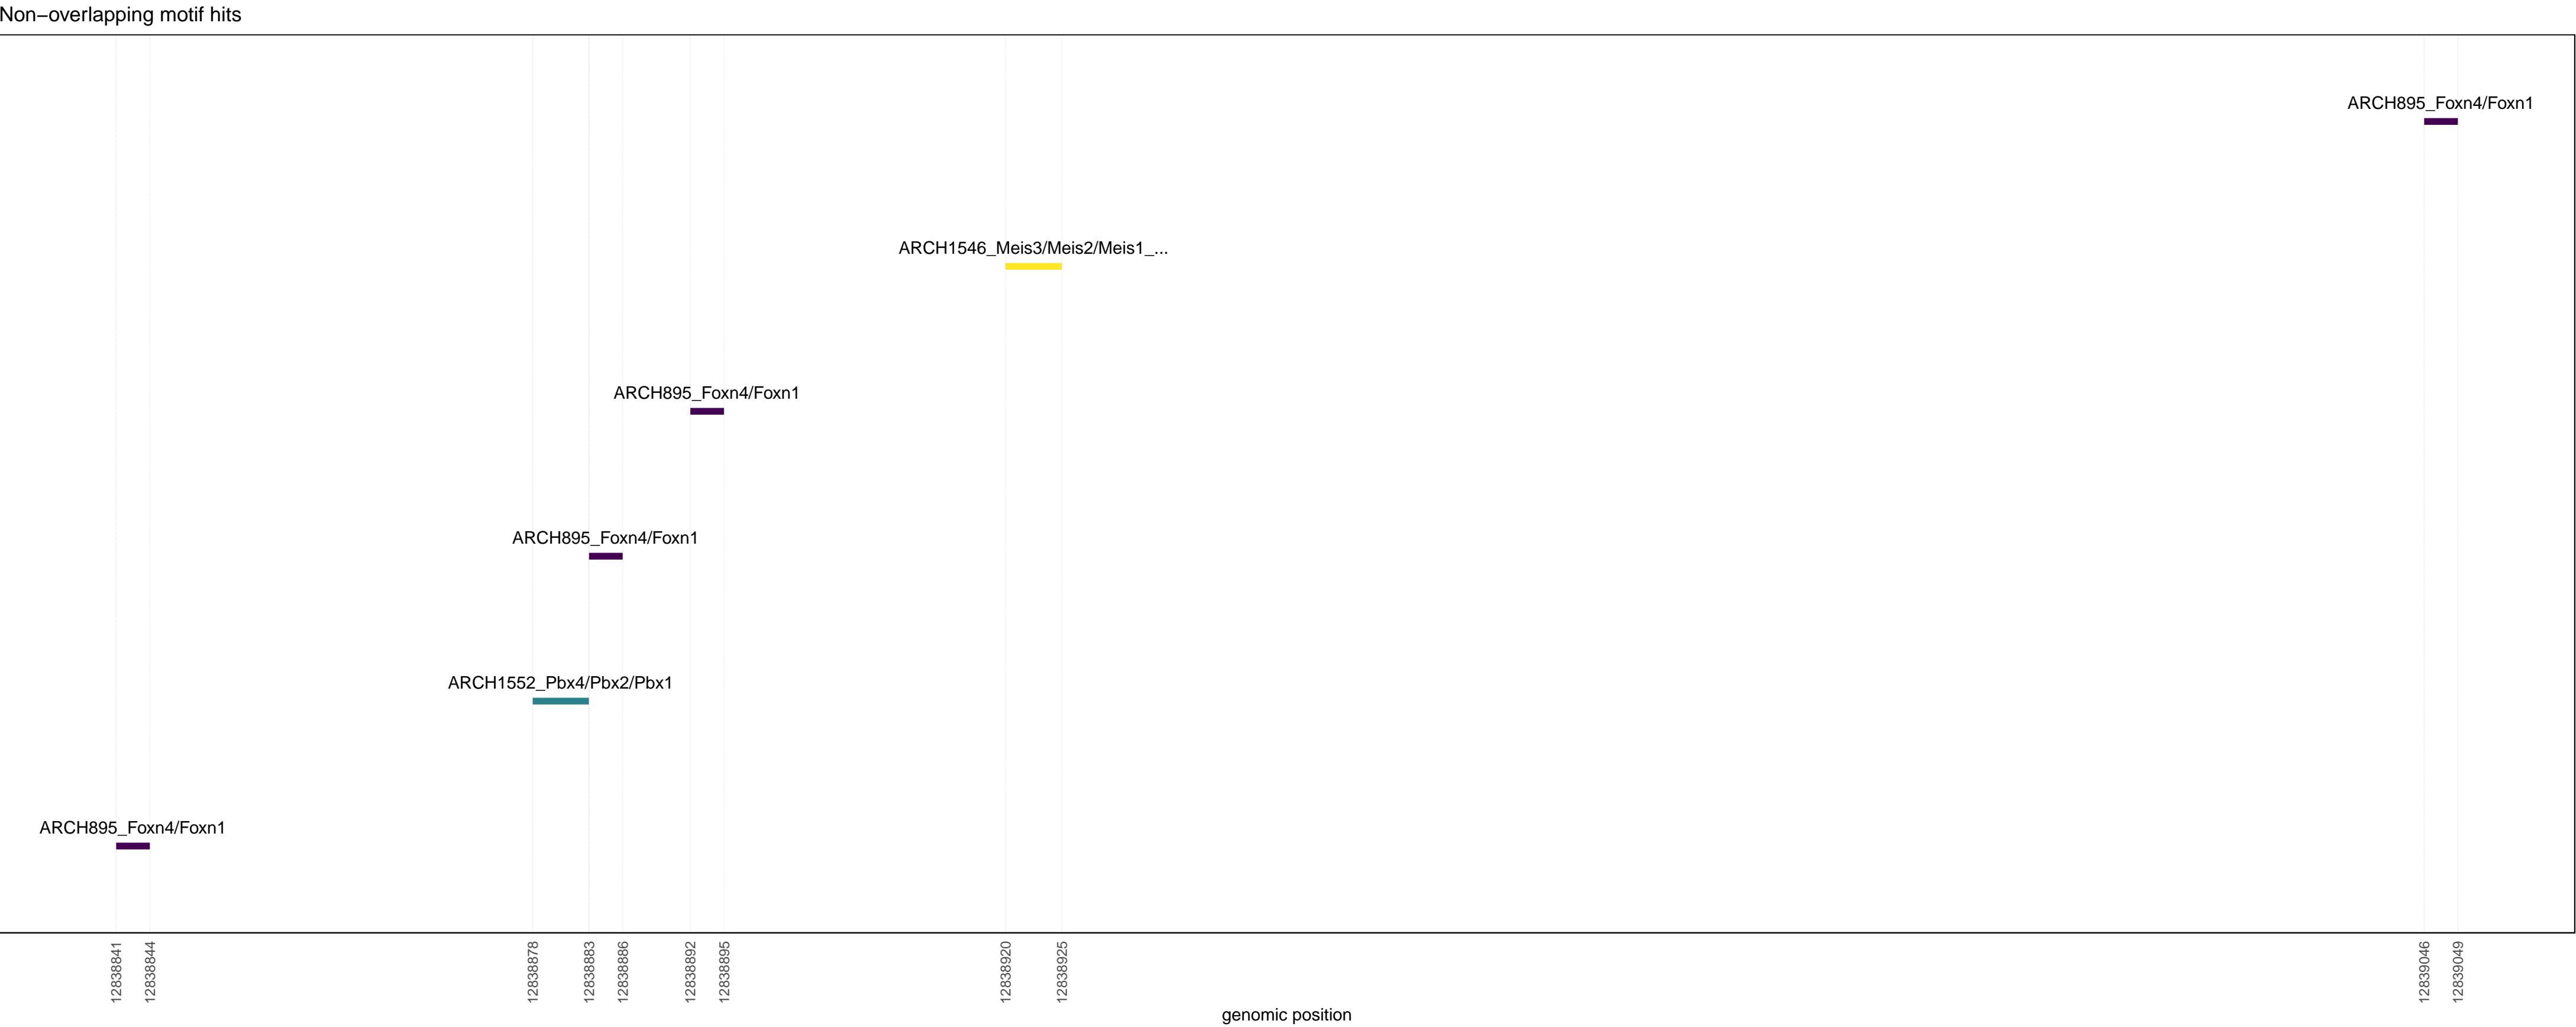 Non−overlapping motif hits
ARCH895_Foxn4/Foxn1
ARCH1546_Meis3/Meis2/Meis1_...
ARCH895_Foxn4/Foxn1
ARCH895_Foxn4/Foxn1
ARCH1552_Pbx4/Pbx2/Pbx1
ARCH895_Foxn4/Foxn1
12838841
12838844
12838878
12838883
12838886
12838892
12838895
12838920
12838925
12839046
12839049
genomic position